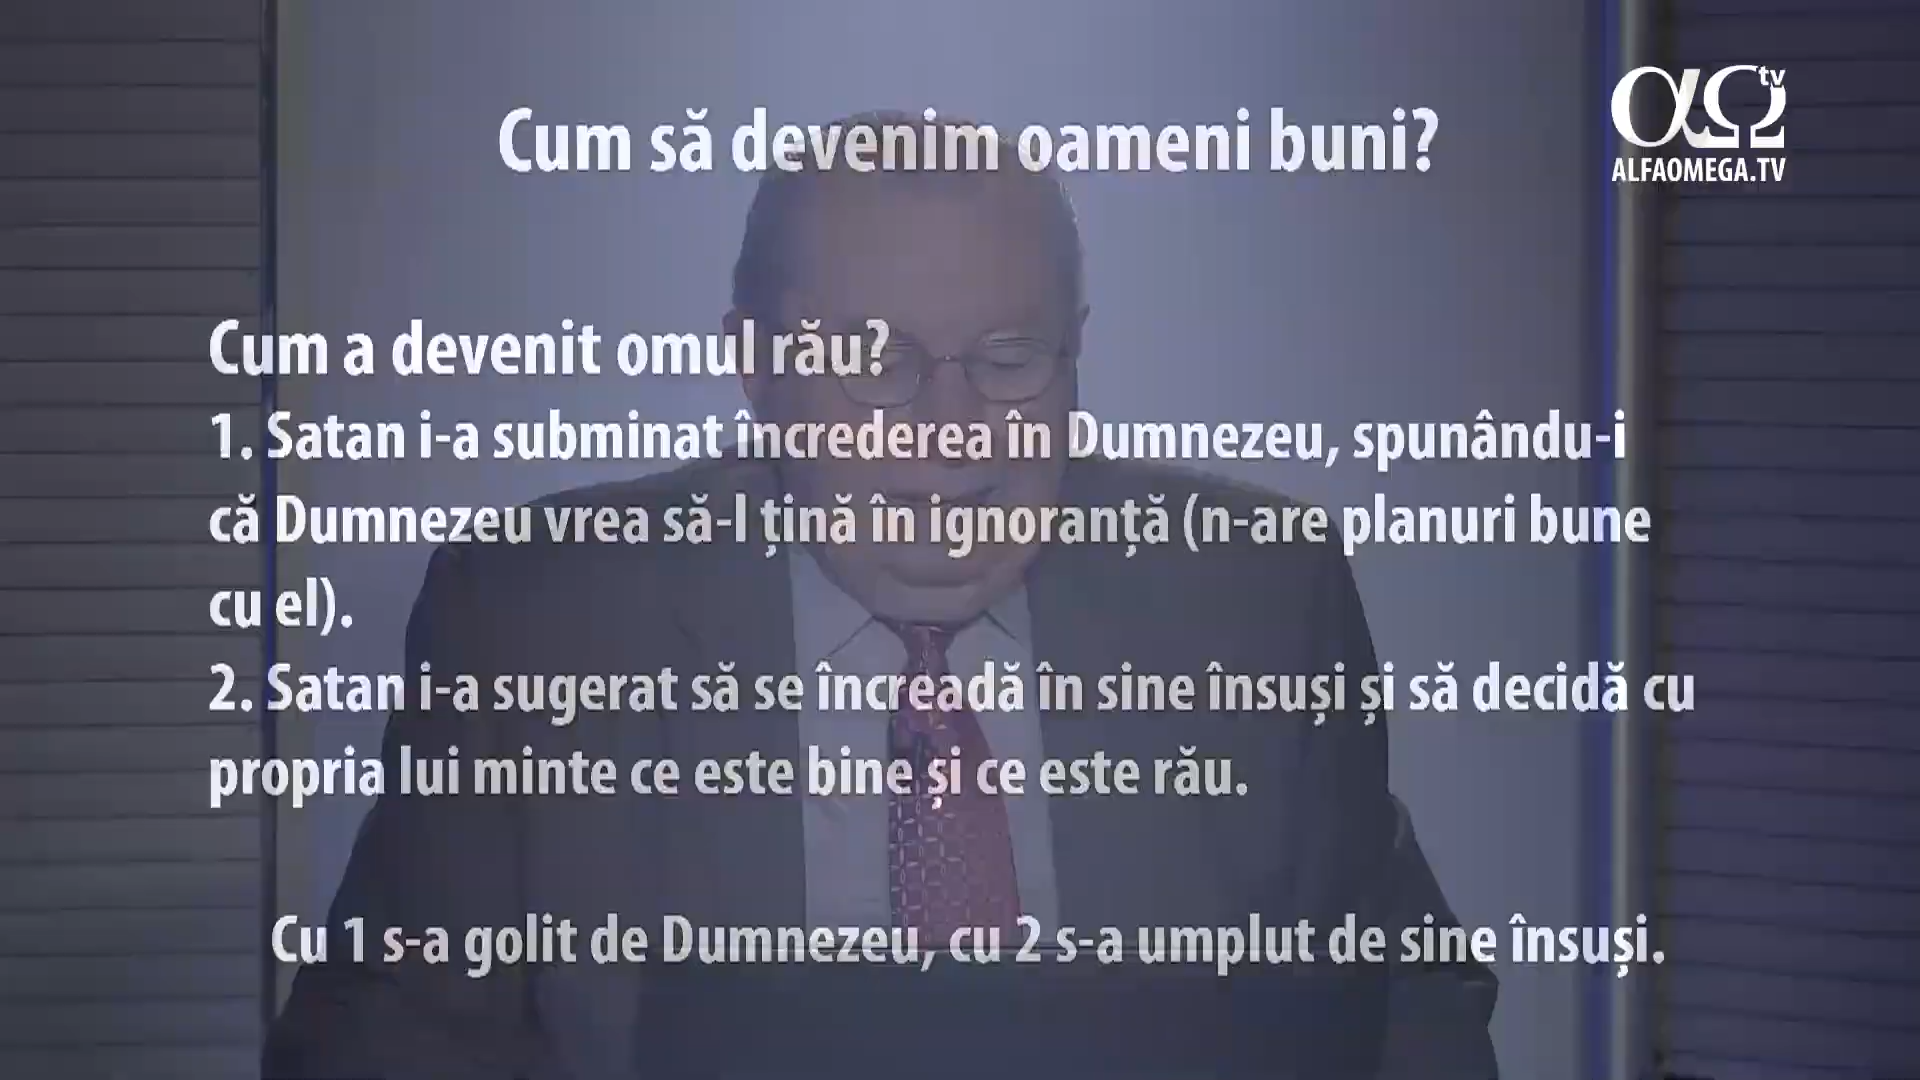 αΩ tv
ALFAOMEGA.TV
Cum să devenim oameni buni?
Cum a devenit omul rău?
1. Satan i-a subminat încrederea în Dumnezeu, spunându-i
că Dumnezeu vrea să-l țină în ignoranță (n-are planuri bune
cu el).
2. Satan i-a sugerat să se încreadă în sine însuși și să decidă cu
propria lui minte ce este bine și ce este rău.
Cu 1 s-a golit de Dumnezeu, cu 2 s-a umplut de sine însuși.